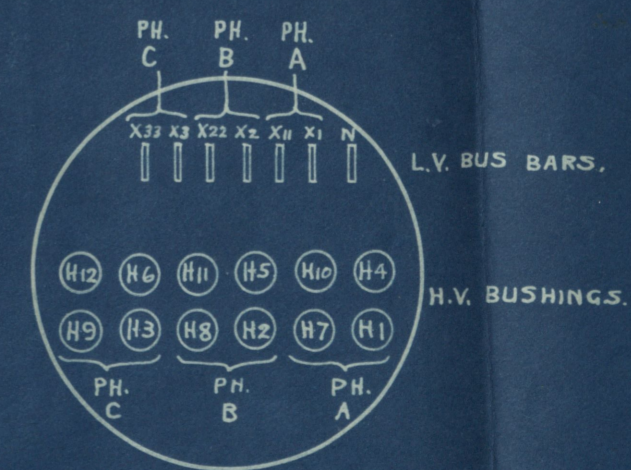 PH. PH. PH.
C B A
X33 X3 X22 X2 X11 X1 N
L.V. BUS BARS.
H12 H6 H11 H5 H10 H4
H.V. BUSHINGS.
H9 H3 H8 H2 H7 H1
PH. PH. PH.
C B A